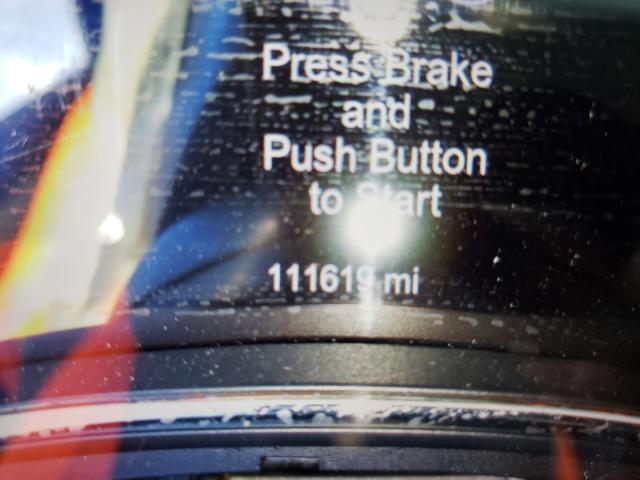 Press Brake
and
Push Button
to Start
111619 mi